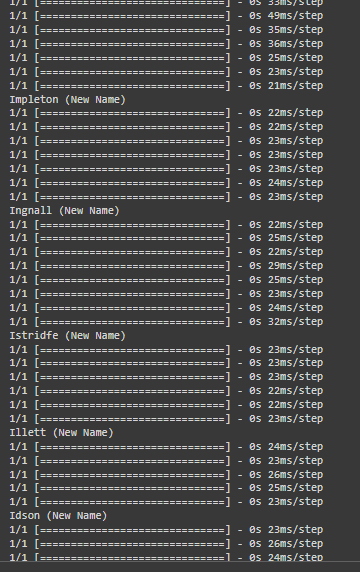 1/1 [==============================] - 0s 33ms/step
1/1 [==============================] - 0s 49ms/step
1/1 [==============================] - 0s 35ms/step
1/1 [==============================] - 0s 36ms/step
1/1 [==============================] - 0s 25ms/step
1/1 [==============================] - 0s 23ms/step
1/1 [==============================] - 0s 21ms/step
Impleton (New Name)
1/1 [==============================] - 0s 22ms/step
1/1 [==============================] - 0s 22ms/step
1/1 [==============================] - 0s 23ms/step
1/1 [==============================] - 0s 23ms/step
1/1 [==============================] - 0s 23ms/step
1/1 [==============================] - 0s 24ms/step
1/1 [==============================] - 0s 23ms/step
Ingnall (New Name)
1/1 [==============================] - 0s 22ms/step
1/1 [==============================] - 0s 25ms/step
1/1 [==============================] - 0s 22ms/step
1/1 [==============================] - 0s 29ms/step
1/1 [==============================] - 0s 25ms/step
1/1 [==============================] - 0s 23ms/step
1/1 [==============================] - 0s 24ms/step
1/1 [==============================] - 0s 32ms/step
Istridfe (New Name)
1/1 [==============================] - 0s 23ms/step
1/1 [==============================] - 0s 23ms/step
1/1 [==============================] - 0s 23ms/step
1/1 [==============================] - 0s 22ms/step
1/1 [==============================] - 0s 22ms/step
1/1 [==============================] - 0s 23ms/step
Illett (New Name)
1/1 [==============================] - 0s 24ms/step
1/1 [==============================] - 0s 23ms/step
1/1 [==============================] - 0s 26ms/step
1/1 [==============================] - 0s 25ms/step
1/1 [==============================] - 0s 23ms/step
Idson (New Name)
1/1 [==============================] - 0s 23ms/step
1/1 [==============================] - 0s 26ms/step
1/1 [==============================] - 0s 24ms/step